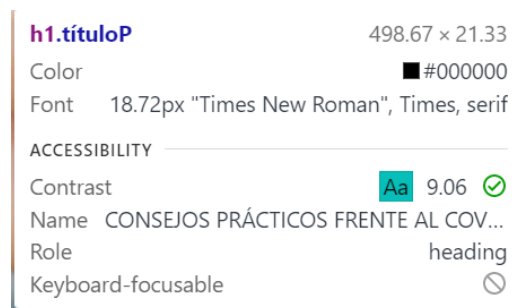 h1.títuloP 498.67 × 21.33
Color #000000
Font 18.72px "Times New Roman", Times, serif
ACCESSIBILITY
Contrast Aa 9.06
Name CONSEJOS PRÁCTICOS FRENTE AL COV...
Role heading
Keyboard-focusable